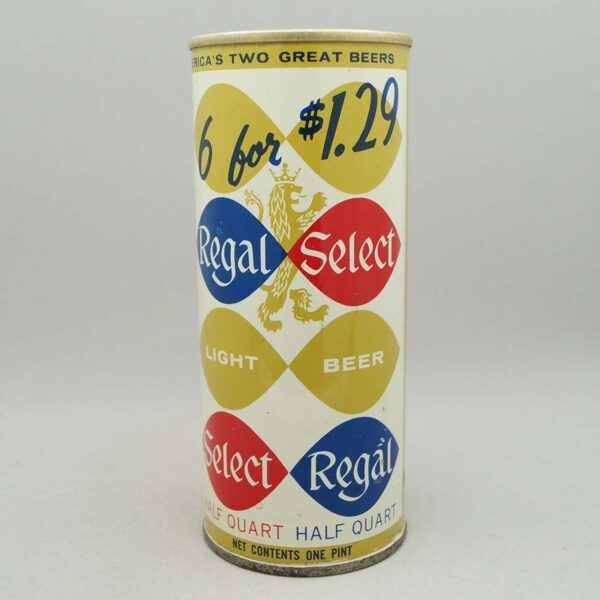 ERICA'S TWO GREAT BEERS
6 for $1.29
Regal Select
LIGHT BEER
Select Regal
HALF QUART HALF QUART
NET CONTENTS ONE PINT